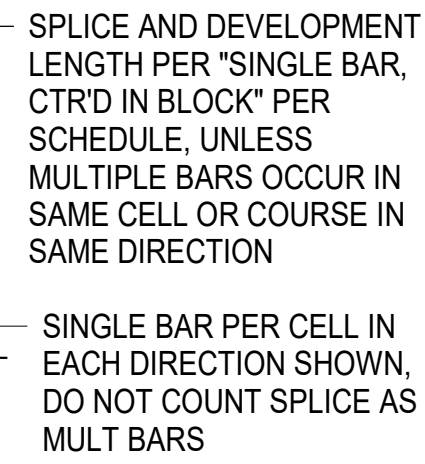 SPLICE AND DEVELOPMENT
LENGTH PER "SINGLE BAR,
CTR'D IN BLOCK" PER
SCHEDULE, UNLESS
MULTIPLE BARS OCCUR IN
SAME CELL OR COURSE IN
SAME DIRECTION
SINGLE BAR PER CELL IN
EACH DIRECTION SHOWN,
DO NOT COUNT SPLICE AS
MULT BARS